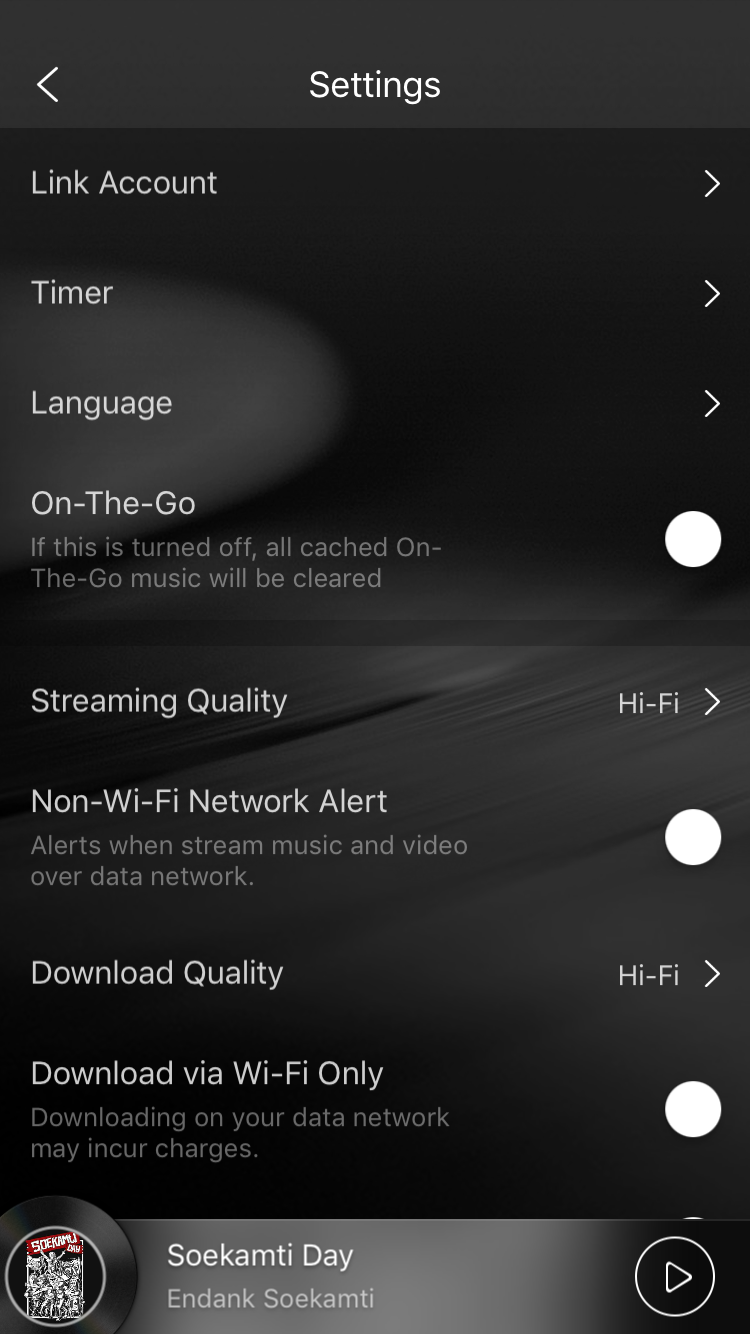 Settings
Link Account
Timer
Language
On-The-Go
If this is turned off, all cached On-
The-Go music will be cleared
Streaming Quality
Hi-Fi
Non-Wi-Fi Network Alert
Alerts when stream music and video
over data network.
Download Quality
Hi-Fi
Download via Wi-Fi Only
Downloading on your data network
may incur charges.
SOEKAMTI
DAY
Soekamti Day
Endank Soekamti